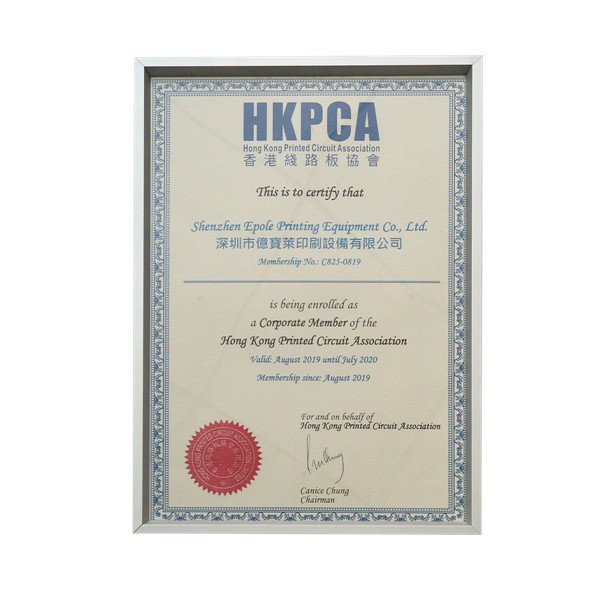 HKPCA
Hong Kong Printed Circuit Association
香港綫路板協會
This is to certify that
Shenzhen Epole Printing Equipment Co., Ltd.
深圳市億寶萊印刷設備有限公司
Membership No.: C825-0819
is being enrolled as
a Corporate Member of the
Hong Kong Printed Circuit Association
Valid: August 2019 until July 2020
Membership since: August 2019
For and on behalf of
Hong Kong Printed Circuit Association
Canice Chung
Chairman